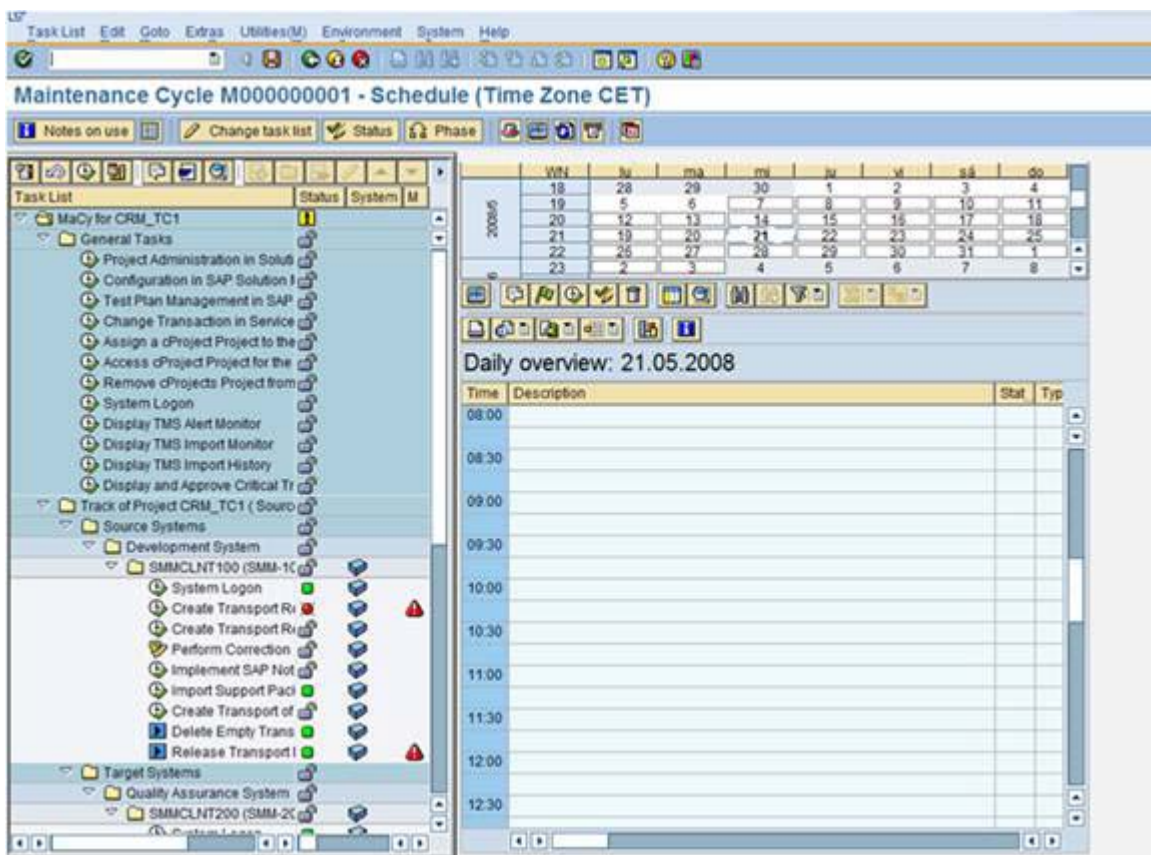 Task List Edit Goto Extras Utilities(M) Environment System Help
Maintenance Cycle M000000001 - Schedule (Time Zone CET)
Notes on use Change task list Status Phase
Task List Status System M
MaCy for CRM_TC1
General Tasks
Project Administration in Soluti
Configuration in SAP Solution
Test Plan Management in SAP
Change Transaction in Service
Assign a cProject Project to the
Access cProject Project for the
Remove cProjects Project from
System Logon
Display TMS Alert Monitor
Display TMS Import Monitor
Display TMS Import History
Display and Approve Critical Tr
Track of Project CRM_TC1 ( Sourc
Source Systems
Development System
SMMCLNT100 (SMM-10
System Logon
Create Transport R
Create Transport R
Perform Correction
Implement SAP Not
Import Support Pack
Create Transport of
Delete Empty Trans
Release Transport
Target Systems
Quality Assurance System
SMMCLNT200 (SMM-20
System Logon
WN lu ma mi ju vi sá do
2008/5
18 28 29 30 1 2 3 4
19 5 6 7 8 9 10 11
20 12 13 14 15 16 17 18
21 19 20 21 22 23 24 25
22 26 27 28 29 30 31 1
23 2 3 4 5 6 7 8
Daily overview: 21.05.2008
Time Description Stat Typ
08:00
08:30
09:00
09:30
10:00
10:30
11:00
11:30
12:00
12:30